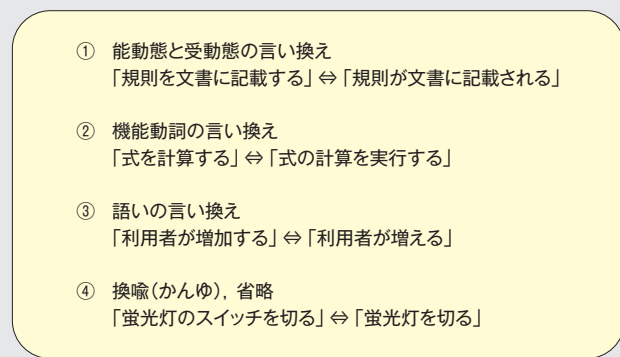 ① 能動態と受動態の言い換え
「規則を文書に記載する」⇔「規則が文書に記載される」
② 機能動詞の言い換え
「式を計算する」⇔「式の計算を実行する」
③ 語いの言い換え
「利用者が増加する」⇔「利用者が増える」
④ 換喩（かんゆ），省略
「蛍光灯のスイッチを切る」⇔「蛍光灯を切る」